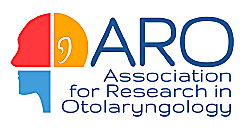 ARO
Association
for Research in
Otolaryngology